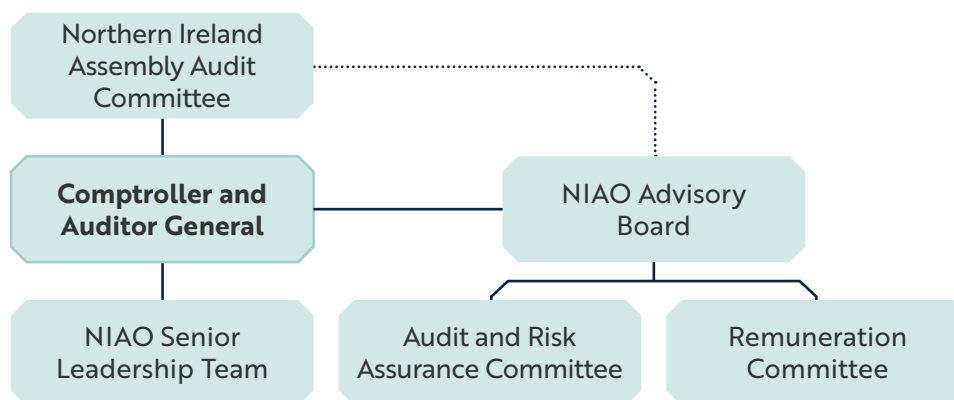 Northern Ireland
Assembly Audit
Committee
Comptroller and
Auditor General
NIAO Advisory
Board
NIAO Senior
Leadership Team
Audit and Risk
Assurance Committee
Remuneration
Committee